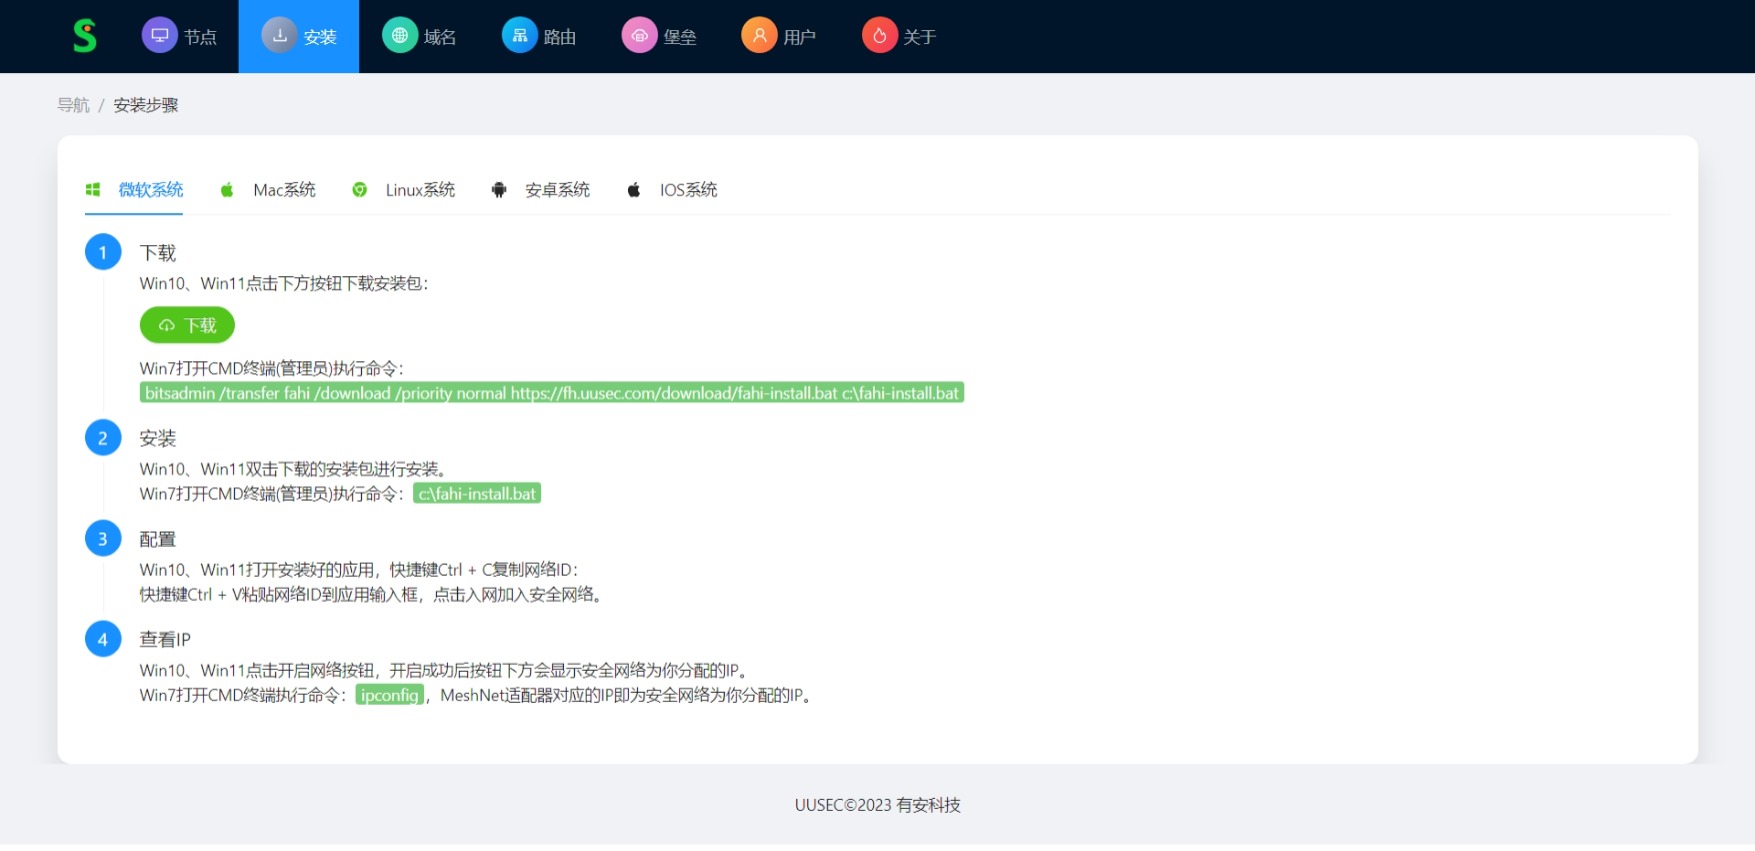 节点 安装 域名 路由 堡垒 用户 关于
导航 / 安装步骤
微软系统 Mac系统 Linux系统 安卓系统 IOS系统
1 下载
Win10、Win11点击下方按钮下载安装包：
下载
Win7打开CMD终端(管理员)执行命令：
bitsadmin /transfer fahi /download /priority normal https://fh.uusec.com/download/fahi-install.bat c:\fahi-install.bat
2 安装
Win10、Win11双击下载的安装包进行安装。
Win7打开CMD终端(管理员)执行命令： c:\fahi-install.bat
3 配置
Win10、Win11打开安装好的应用，快捷键Ctrl + C复制网络ID：
快捷键Ctrl + V粘贴网络ID到应用输入框，点击入网加入安全网络。
4 查看IP
Win10、Win11点击开启网络按钮，开启成功后按钮下方会显示安全网络为你分配的IP。
Win7打开CMD终端执行命令： ipconfig ，MeshNet适配器对应的IP即为安全网络为你分配的IP。
UUSEC©2023 有安科技